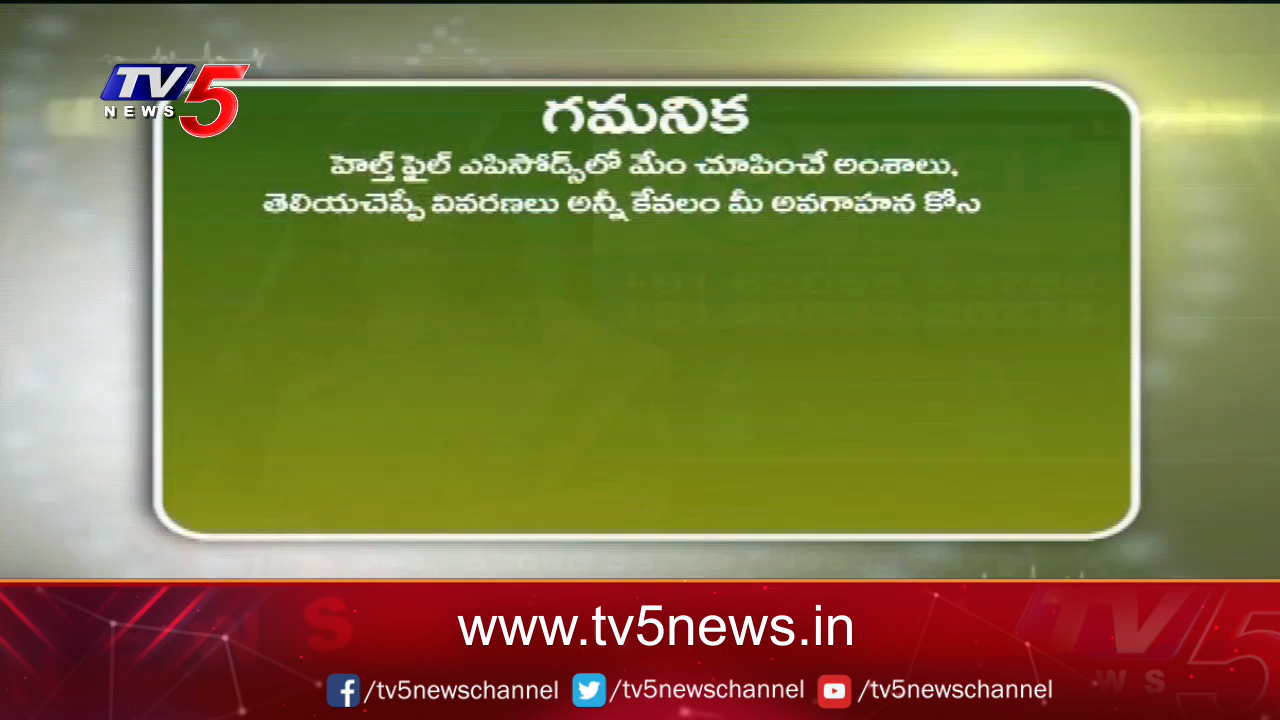 TV5
NEWS
గమనిక
హెల్త్ ఫైల్ ఎపిసోడ్స్‌లో మేం చూపించే అంశాలు,
తెలియచెప్పే వివరణలు అన్నీ కేవలం మీ అవగాహన కోస
www.tv5news.in
/tv5newschannel /tv5newschannel /tv5newschannel